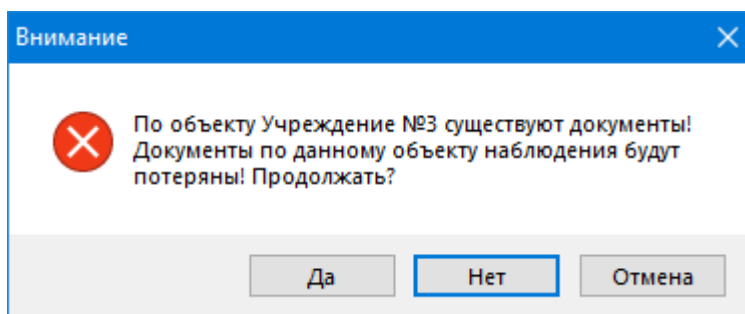 Внимание
По объекту Учреждение №3 существуют документы!
Документы по данному объекту наблюдения будут
потеряны! Продолжать?
Да Нет Отмена